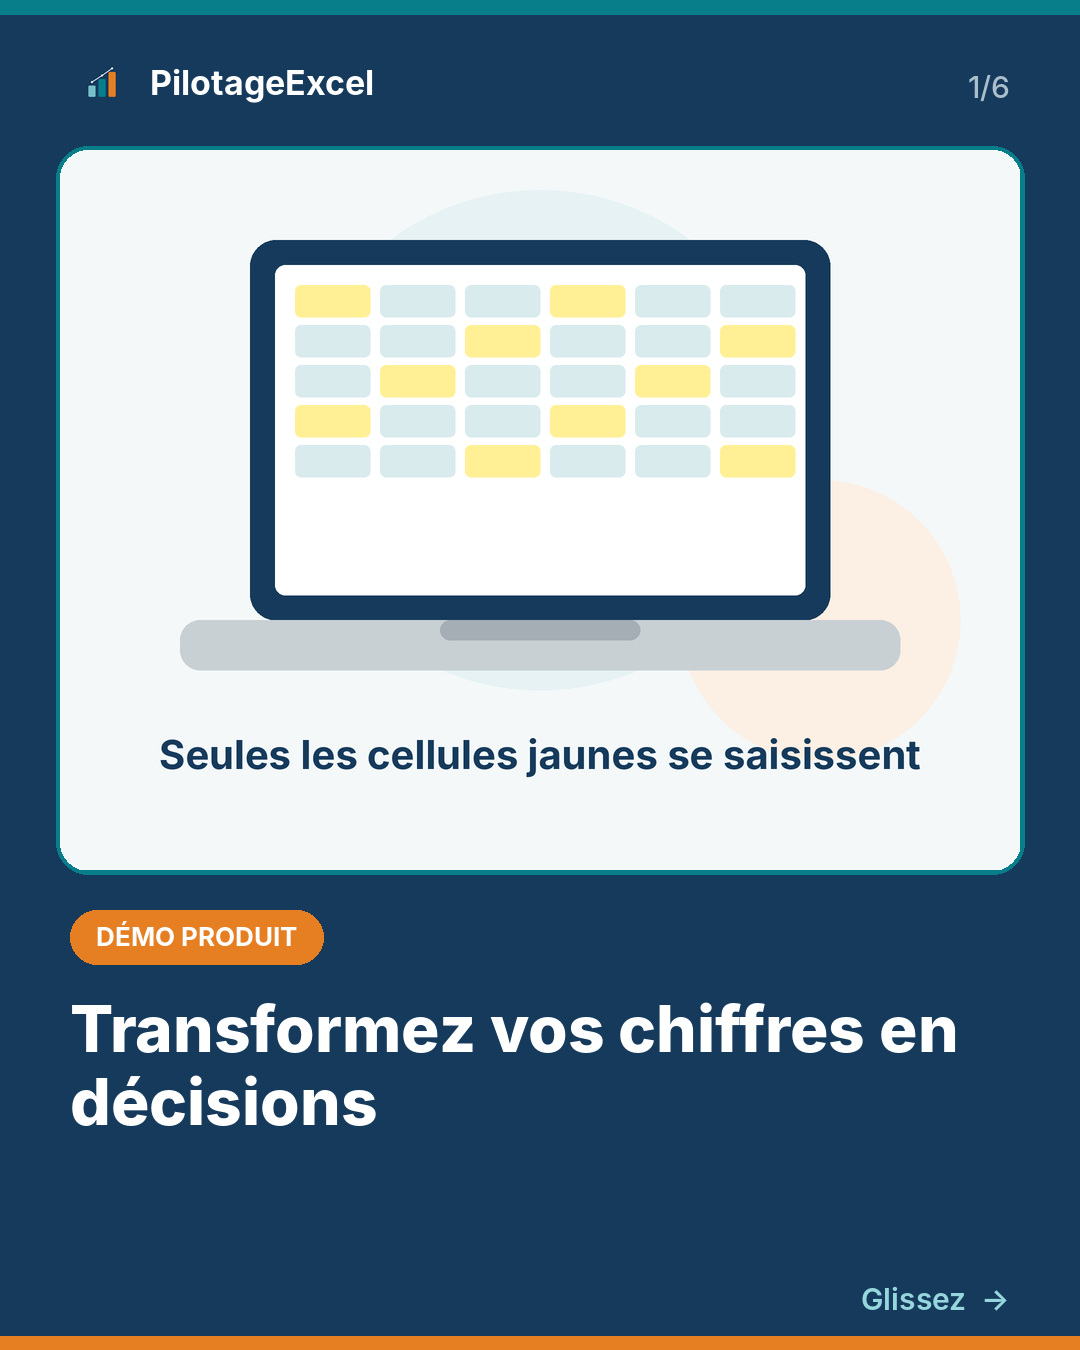 PilotageExcel
1/6
Seules les cellules jaunes se saisissent
DÉMO PRODUIT
Transformez vos chiffres en
décisions
Glissez →